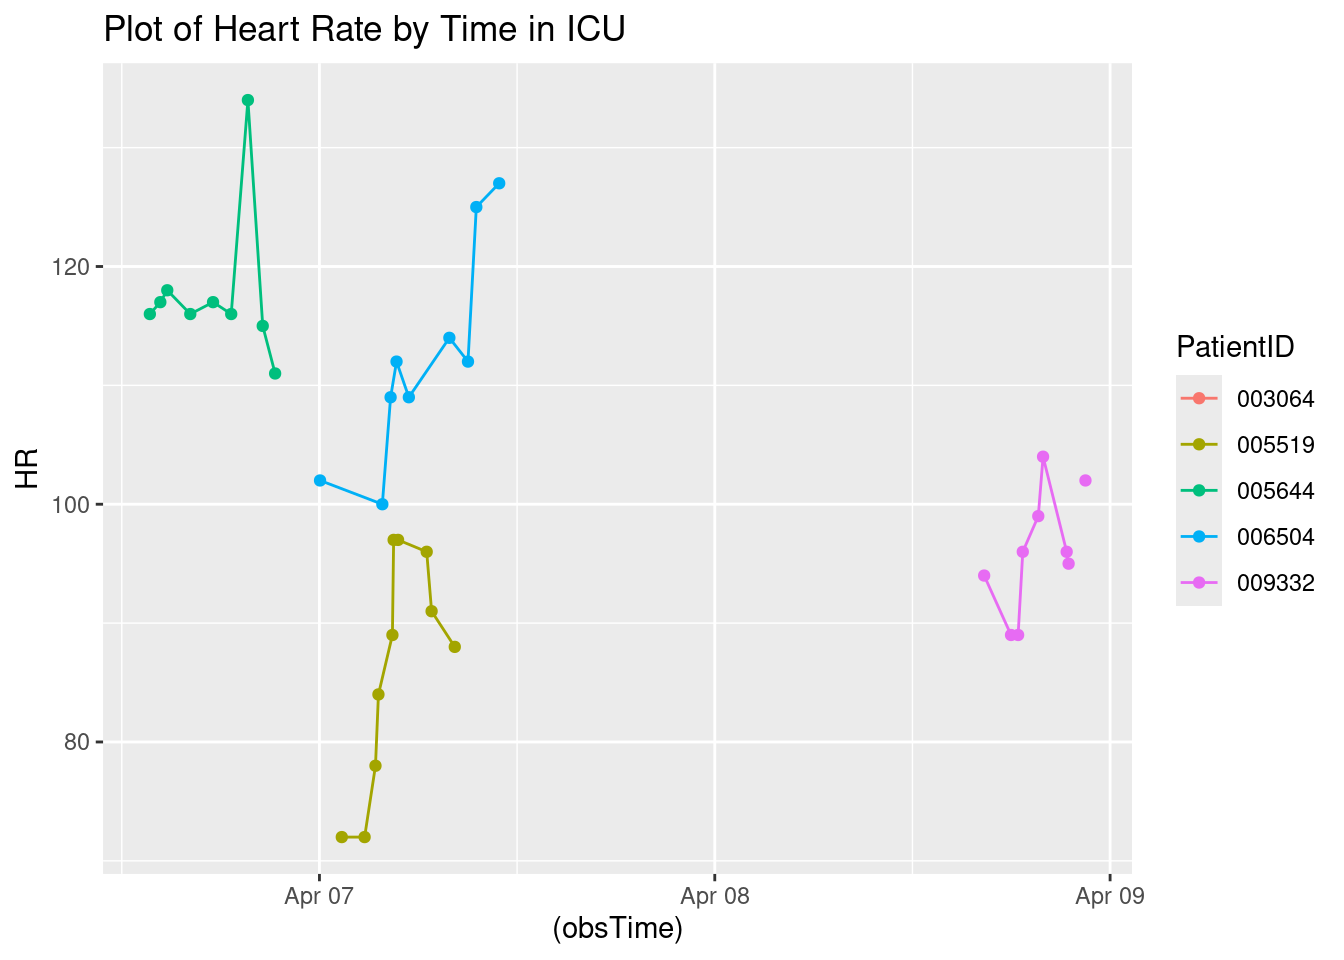 Plot of Heart Rate by Time in ICU
HR
120
100
80
Apr 07
Apr 08
Apr 09
(obsTime)
PatientID
003064
005519
005644
006504
009332